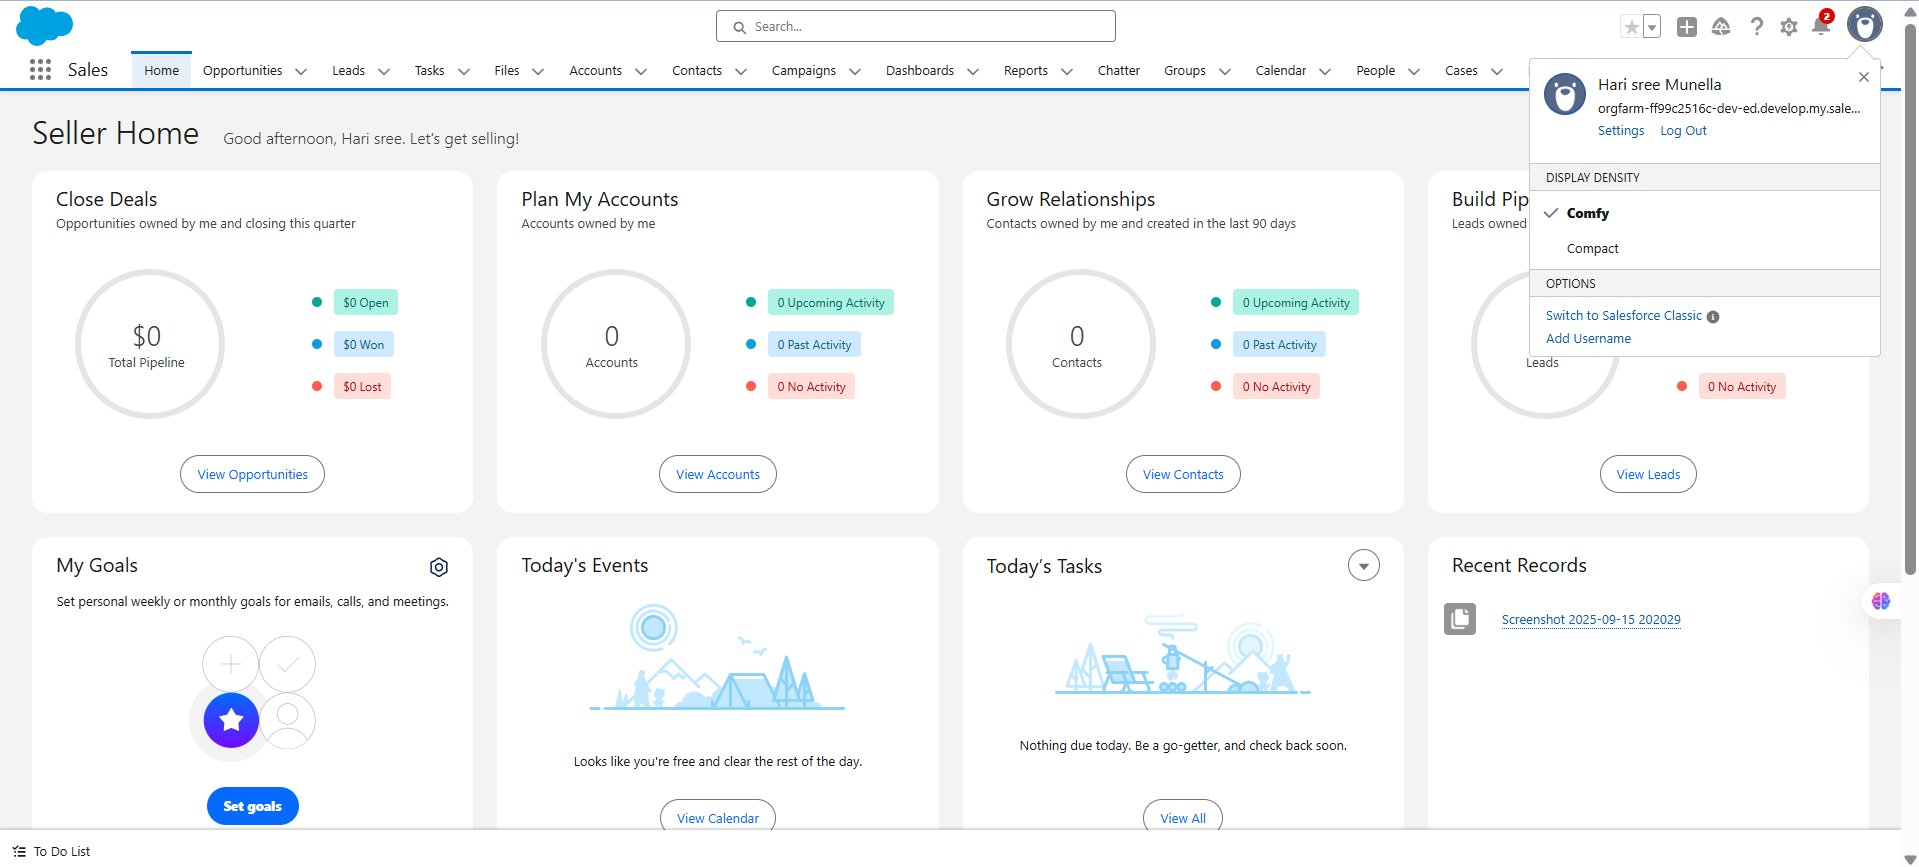 Search...
2
Sales
Home
Opportunities
Leads
Tasks
Files
Accounts
Contacts
Campaigns
Dashboards
Reports
Chatter
Groups
Calendar
People
Cases
Hari sree Munella
orgfarm-ff99c2516c-dev-ed.develop.my.sale...
Settings Log Out
DISPLAY DENSITY
Comfy
Compact
OPTIONS
Switch to Salesforce Classic
Add Username
Seller Home
Good afternoon, Hari sree. Let's get selling!
Close Deals
Opportunities owned by me and closing this quarter
$0
Total Pipeline
$0 Open
$0 Won
$0 Lost
View Opportunities
Plan My Accounts
Accounts owned by me
0
Accounts
0 Upcoming Activity
0 Past Activity
0 No Activity
View Accounts
Grow Relationships
Contacts owned by me and created in the last 90 days
0
Contacts
0 Upcoming Activity
0 Past Activity
0 No Activity
View Contacts
Build Pip
Leads owned
Leads
0 No Activity
View Leads
My Goals
Set personal weekly or monthly goals for emails, calls, and meetings.
Set goals
Today's Events
Looks like you're free and clear the rest of the day.
View Calendar
Today’s Tasks
Nothing due today. Be a go-getter, and check back soon.
View All
Recent Records
Screenshot 2025-09-15 202029
To Do List